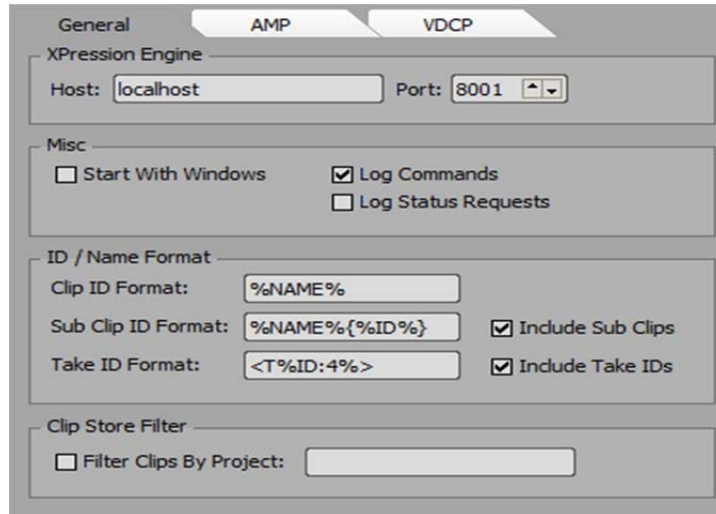 General AMP VDCP
XPression Engine
Host: localhost Port: 8001
Misc
Start With Windows Log Commands
Log Status Requests
ID / Name Format
Clip ID Format: %NAME%
Sub Clip ID Format: %NAME%{%ID%} Include Sub Clips
Take ID Format: <T%ID:4%> Include Take IDs
Clip Store Filter
Filter Clips By Project: